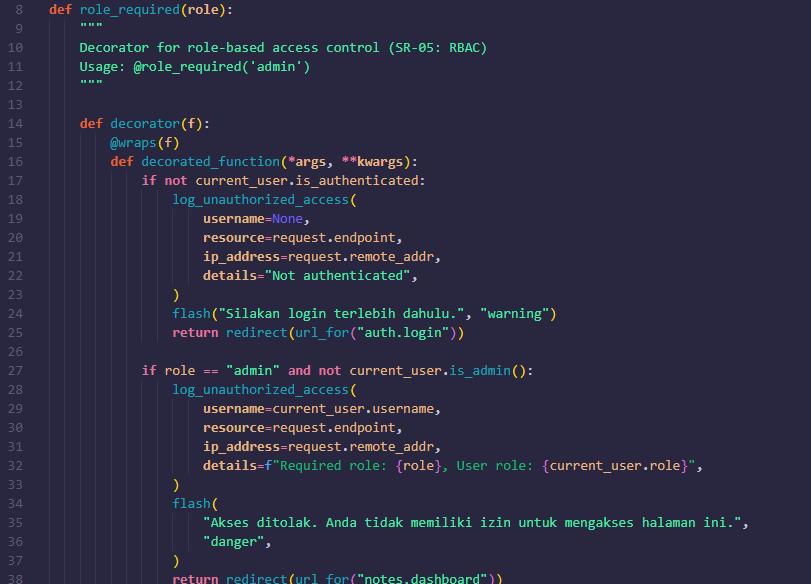 8 def role_required(role):
9 """
10 Decorator for role-based access control (SR-05: RBAC)
11 Usage: @role_required('admin')
12 """
13
14 def decorator(f):
15 @wraps(f)
16 def decorated_function(*args, **kwargs):
17 if not current_user.is_authenticated:
18 log_unauthorized_access(
19 username=None,
20 resource=request.endpoint,
21 ip_address=request.remote_addr,
22 details="Not authenticated",
23 )
24 flash("Silakan login terlebih dahulu.", "warning")
25 return redirect(url_for("auth.login"))
26
27 if role == "admin" and not current_user.is_admin():
28 log_unauthorized_access(
29 username=current_user.username,
30 resource=request.endpoint,
31 ip_address=request.remote_addr,
32 details=f"Required role: {role}, User role: {current_user.role}",
33 )
34 flash(
35 "Akses ditolak. Anda tidak memiliki izin untuk mengakses halaman ini.",
36 "danger",
37 )
38 return redirect(url_for("notes.dashboard"))